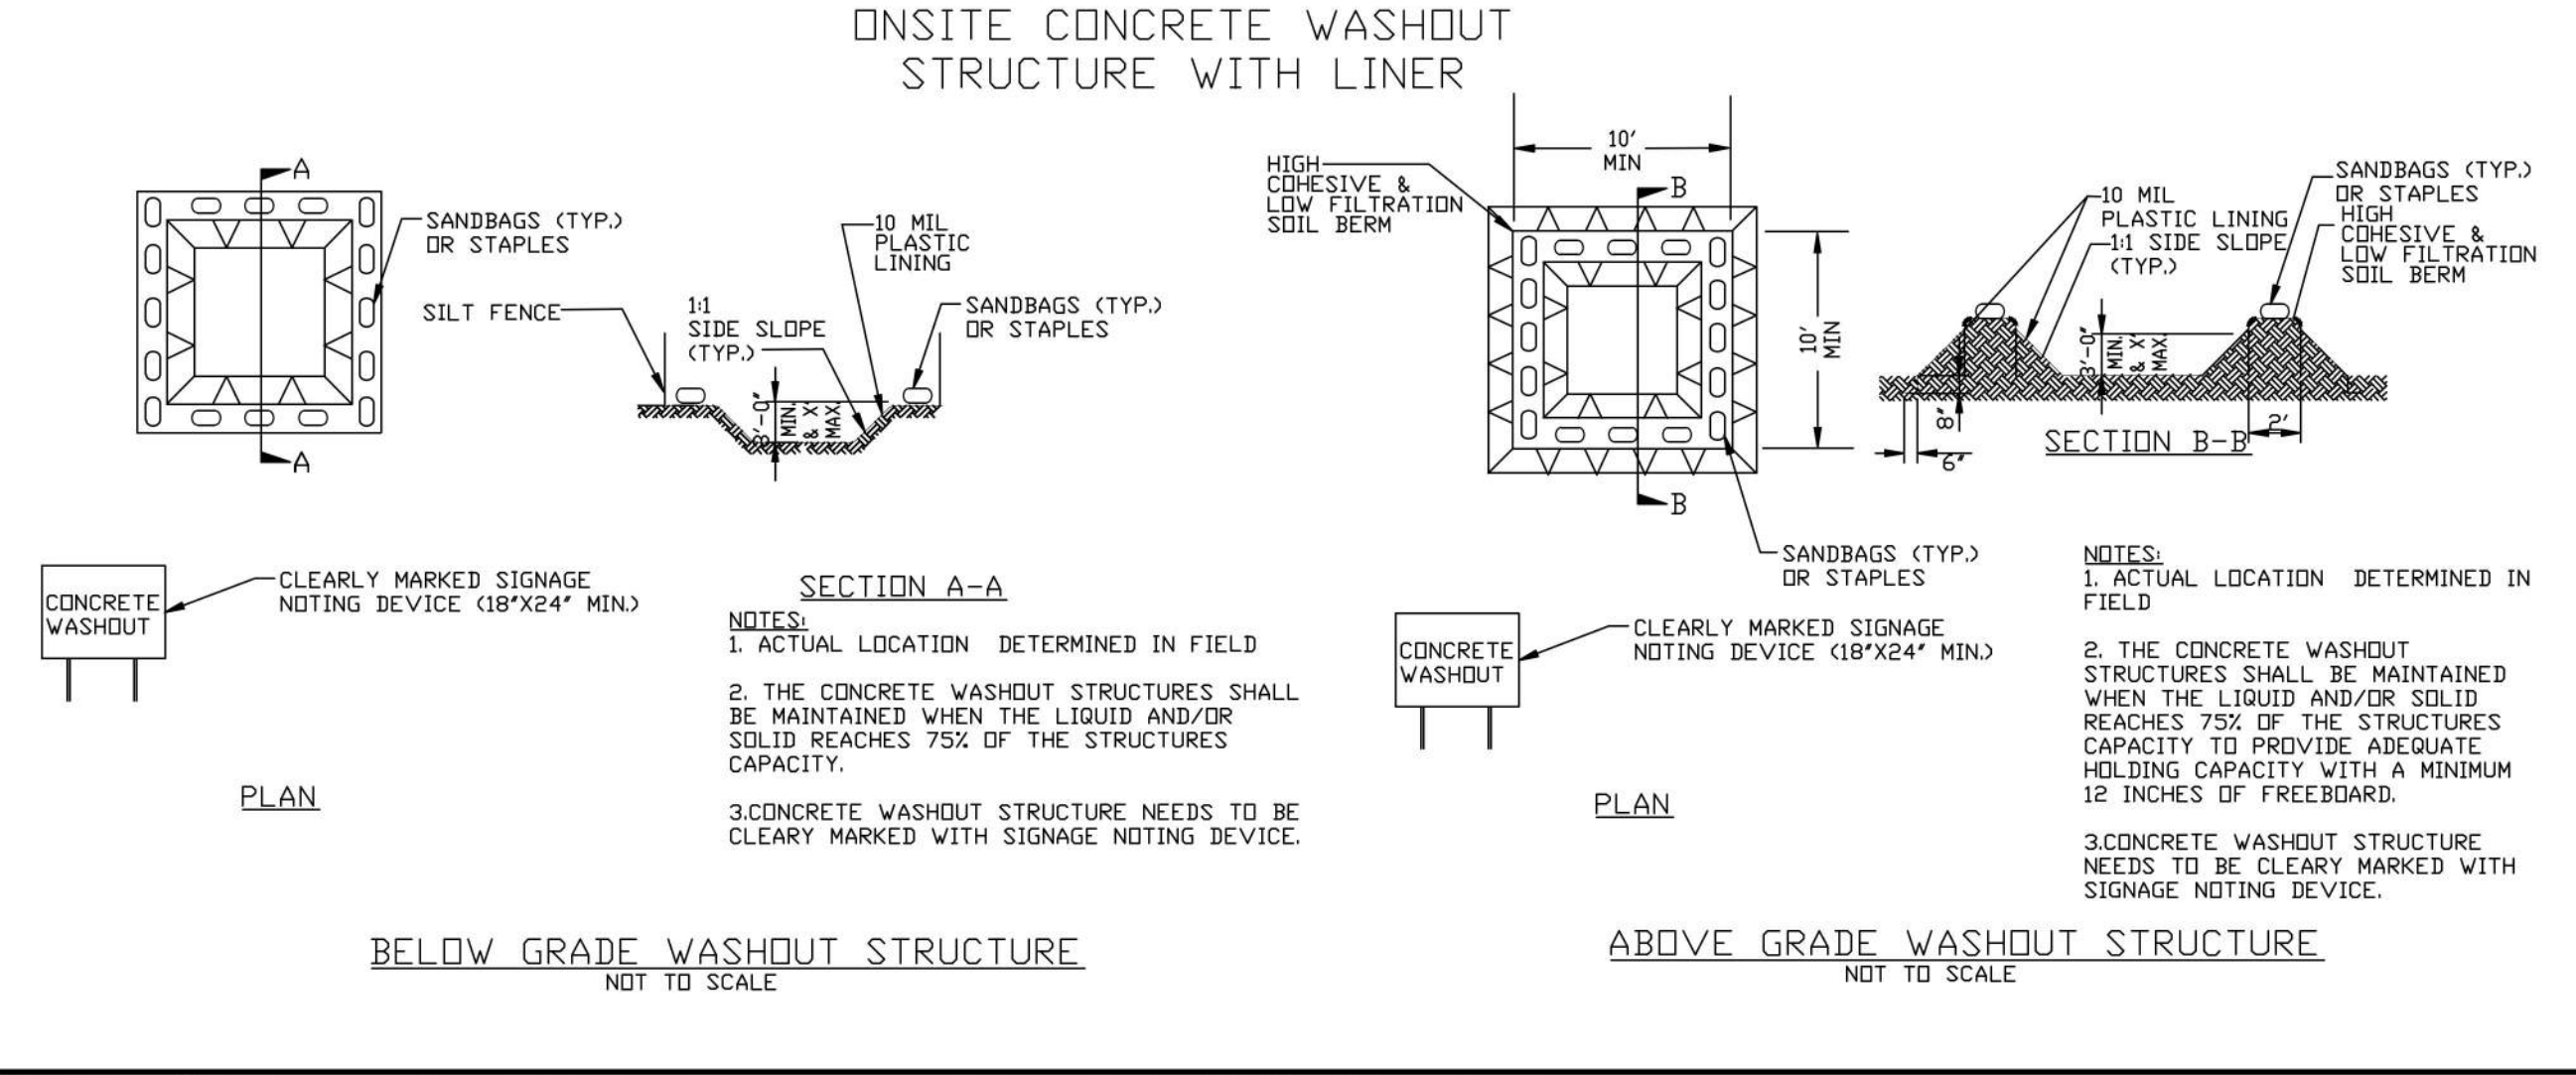 ONSITE CONCRETE WASHOUT
STRUCTURE WITH LINER
A
A
SANDBAGS (TYP.)
OR STAPLES
SILT FENCE
1:1
SIDE SLOPE
(TYP.)
10 MIL
PLASTIC
LINING
SANDBAGS (TYP.)
OR STAPLES
3'-0"
MIN.
& X'
MAX.
CONCRETE
WASHOUT
CLEARLY MARKED SIGNAGE
NOTING DEVICE (18"X24" MIN.)
PLAN
SECTION A-A
NOTES:
1. ACTUAL LOCATION DETERMINED IN FIELD
2. THE CONCRETE WASHOUT STRUCTURES SHALL
BE MAINTAINED WHEN THE LIQUID AND/OR
SOLID REACHES 75% OF THE STRUCTURES
CAPACITY.
3.CONCRETE WASHOUT STRUCTURE NEEDS TO BE
CLEARY MARKED WITH SIGNAGE NOTING DEVICE.
BELOW GRADE WASHOUT STRUCTURE
NOT TO SCALE
HIGH
COHESIVE &
LOW FILTRATION
SOIL BERM
10'
MIN
B
B
10'
MIN
SANDBAGS (TYP.)
OR STAPLES
CONCRETE
WASHOUT
CLEARLY MARKED SIGNAGE
NOTING DEVICE (18"X24" MIN.)
PLAN
10 MIL
PLASTIC LINING
1:1 SIDE SLOPE
(TYP.)
SANDBAGS (TYP.)
OR STAPLES
HIGH
COHESIVE &
LOW FILTRATION
SOIL BERM
3'-0"
MIN.
& X'
MAX.
8"
6"
2'
SECTION B-B
NOTES:
1. ACTUAL LOCATION DETERMINED IN
FIELD
2. THE CONCRETE WASHOUT
STRUCTURES SHALL BE MAINTAINED
WHEN THE LIQUID AND/OR SOLID
REACHES 75% OF THE STRUCTURES
CAPACITY TO PROVIDE ADEQUATE
HOLDING CAPACITY WITH A MINIMUM
12 INCHES OF FREEBOARD.
3.CONCRETE WASHOUT STRUCTURE
NEEDS TO BE CLEARY MARKED WITH
SIGNAGE NOTING DEVICE.
ABOVE GRADE WASHOUT STRUCTURE
NOT TO SCALE